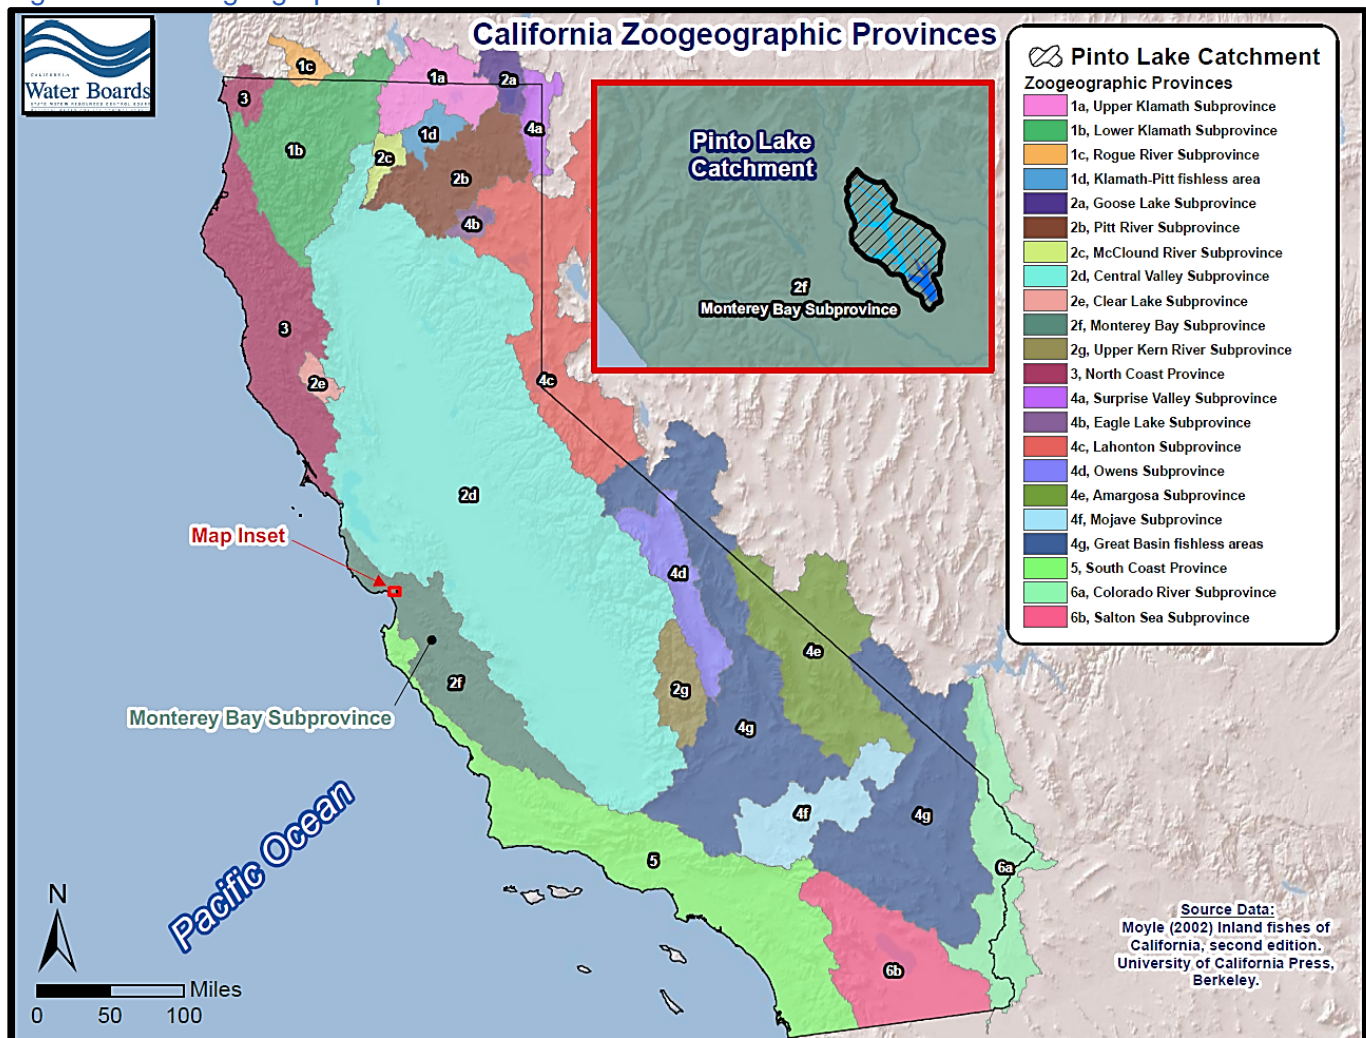 California Zoogeographic Provinces
CALIFORNIA
Water Boards
Pinto Lake Catchment
Zoogeographic Provinces
1a, Upper Klamath Subprovince
1b, Lower Klamath Subprovince
1c, Rogue River Subprovince
1d, Klamath-Pitt fishless area
2a, Goose Lake Subprovince
2b, Pitt River Subprovince
2c, McClound River Subprovince
2d, Central Valley Subprovince
2e, Clear Lake Subprovince
2f, Monterey Bay Subprovince
2g, Upper Kern River Subprovince
3, North Coast Province
4a, Surprise Valley Subprovince
4b, Eagle Lake Subprovince
4c, Lahonton Subprovince
4d, Owens Subprovince
4e, Amargosa Subprovince
4f, Mojave Subprovince
4g, Great Basin fishless areas
5, South Coast Province
6a, Colorado River Subprovince
6b, Salton Sea Subprovince
Pinto Lake
Catchment
2f
Monterey Bay Subprovince
1c
1a
2a
3
4a
1d
1b
2c
2b
4b
3
2e
4c
2d
Map Inset
4d
4e
2f
2g
Monterey Bay Subprovince
4g
4f
4g
5
6a
6b
Pacific Ocean
N
Miles
0 50 100
Source Data:
Moyle (2002) Inland fishes of
California, second edition.
University of California Press,
Berkeley.